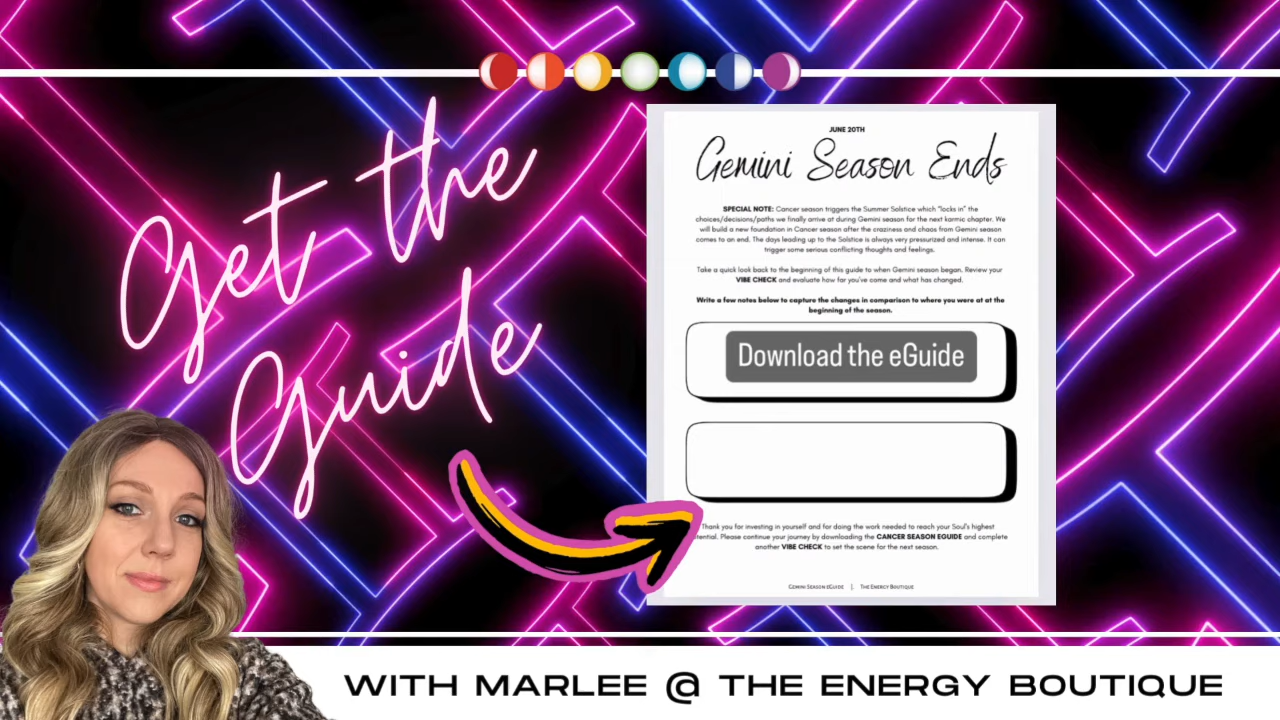 Get the
Guide
JUNE 20TH
Gemini Season Ends
SPECIAL NOTE: Cancer season triggers the Summer Solstice which "locks in" the
choices/decisions/paths we finally arrive at during Gemini season for the next karmic chapter. We
will build a new foundation in Cancer season after the craziness and chaos from Gemini season
comes to an end. The days leading up to the Solstice is always very pressurized and intense. It can
trigger some serious conflicting thoughts and feelings.
Take a quick look back to the beginning of this guide to when Gemini season began. Review your
VIBE CHECK and evaluate how far you've come and what has changed.
Write a few notes below to capture the changes in comparison to where you were at at the
beginning of the season.
Download the eGuide
Thank you for investing in yourself and for doing the work needed to reach your Soul's highest
Please continue your journey by downloading the CANCER SEASON EGUIDE and complete
another VIBE CHECK to set the scene for the next season.
GEMINI SEASON EGUIDE | THE ENERGY BOUTIQUE
WITH MARLEE @ THE ENERGY BOUTIQUE